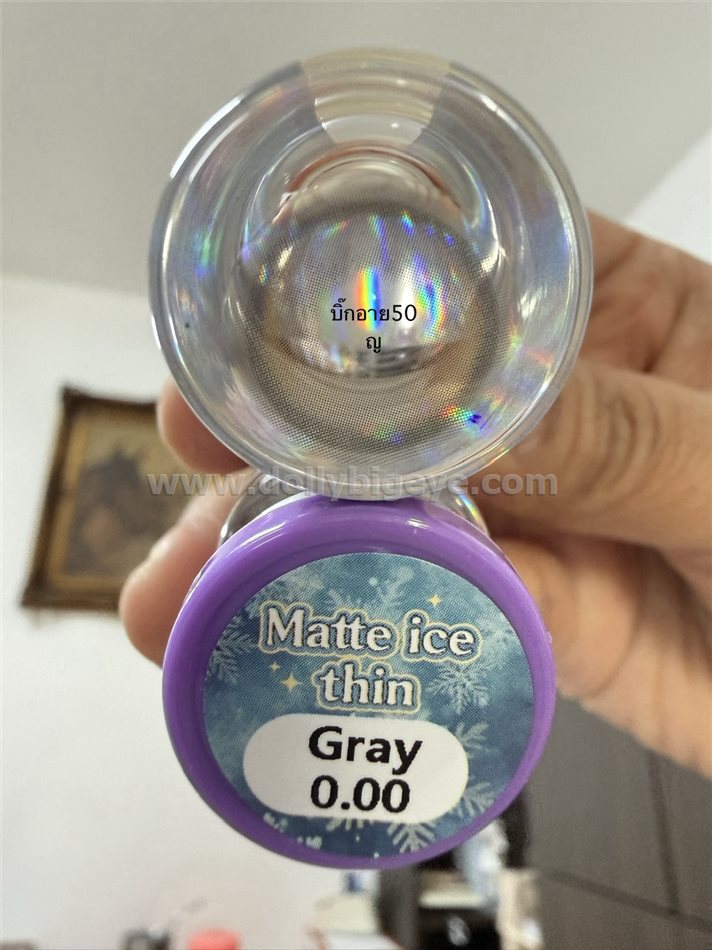 บิ๊กอาย50
ญ
www.dollybigeye.com
Matte ice
thin
Gray
0.00